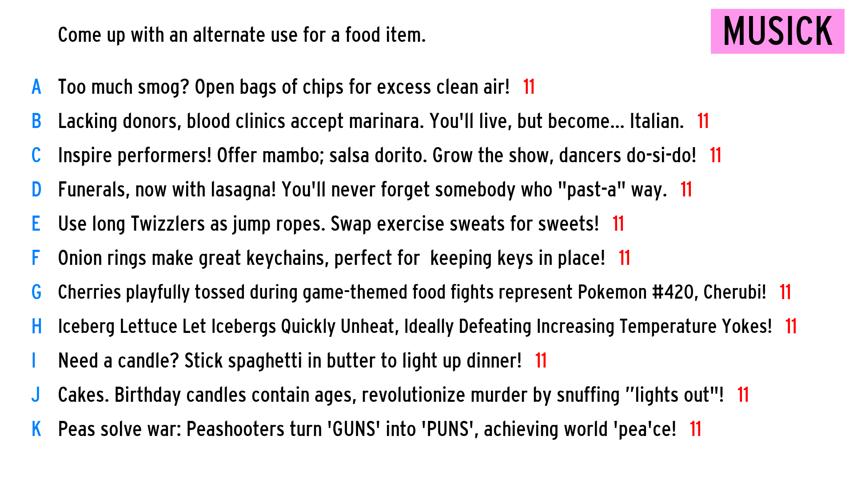 Come up with an alternate use for a food item.
MUSICK
A Too much smog? Open bags of chips for excess clean air! 11
B Lacking donors, blood clinics accept marinara. You'll live, but become... Italian. 11
C Inspire performers! Offer mambo; salsa dorito. Grow the show, dancers do-si-do! 11
D Funerals, now with lasagna! You'll never forget somebody who "past-a" way. 11
E Use long Twizzlers as jump ropes. Swap exercise sweats for sweets! 11
F Onion rings make great keychains, perfect for  keeping keys in place! 11
G Cherries playfully tossed during game-themed food fights represent Pokemon #420, Cherubi! 11
H Iceberg Lettuce Let Icebergs Quickly Unheat, Ideally Defeating Increasing Temperature Yokes! 11
I Need a candle? Stick spaghetti in butter to light up dinner! 11
J Cakes. Birthday candles contain ages, revolutionize murder by snuffing ”lights out"! 11
K Peas solve war: Peashooters turn 'GUNS' into 'PUNS', achieving world 'pea'ce! 11